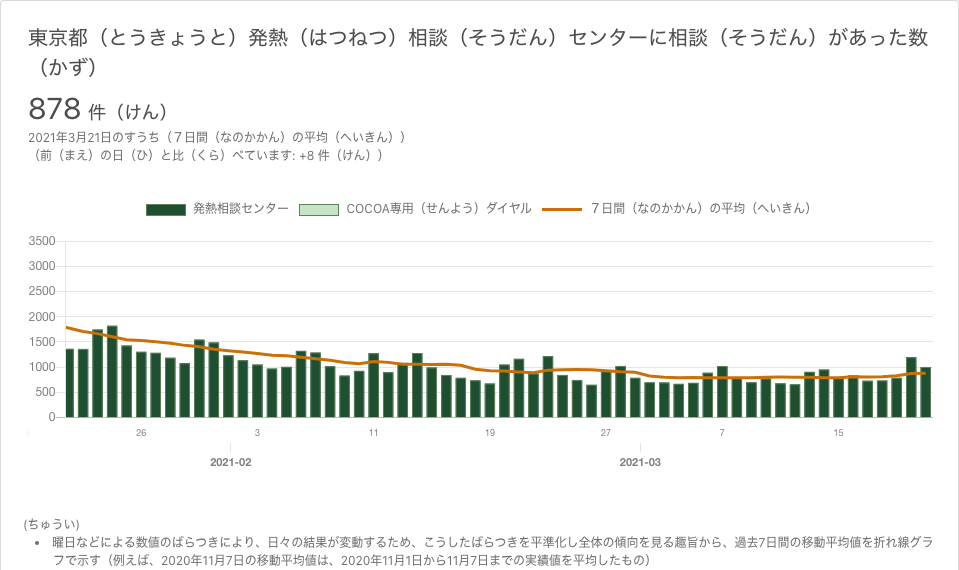 東京都（とうきょうと）発熱（はつねつ）相談（そうだん）センターに相談（そうだん）があった数
（かず）
878 件（けん）
2021年3月21日のすうち（７日間（なのかかん）の平均（へいきん））
（前（まえ）の日（ひ）と比（くら）べています: +8 件（けん））
発熱相談センター COCOA専用（せんよう）ダイヤル ７日間（なのかかん）の平均（へいきん）
3500
3000
2500
2000
1500
1000
500
0
26 3 11 19 27 7 15
2021-02 2021-03
(ちゅうい)
• 曜日などによる数値のばらつきにより、日々の結果が変動するため、こうしたばらつきを平準化し全体の傾向を見る趣旨から、過去7日間の移動平均値を折れ線グラ
フで示す（例えば、2020年11月7日の移動平均値は、2020年11月1日から11月7日までの実績値を平均したもの）